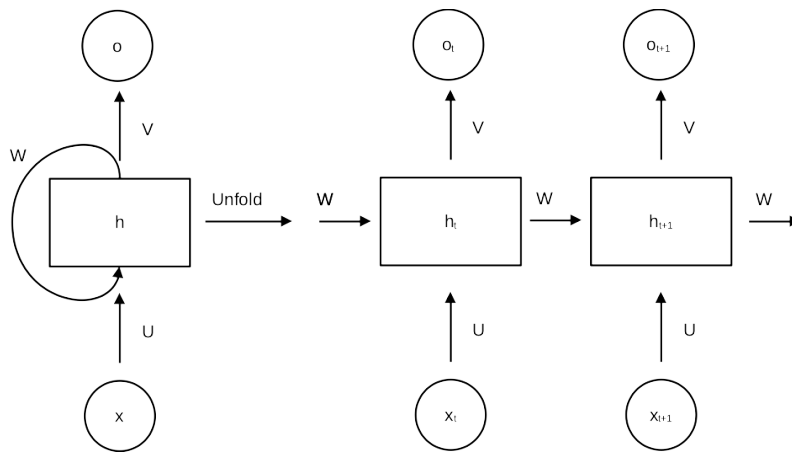 o oₜ oₜ₊₁
V V V
W
Unfold W W W
h hₜ hₜ₊₁
U U U
x xₜ xₜ₊₁